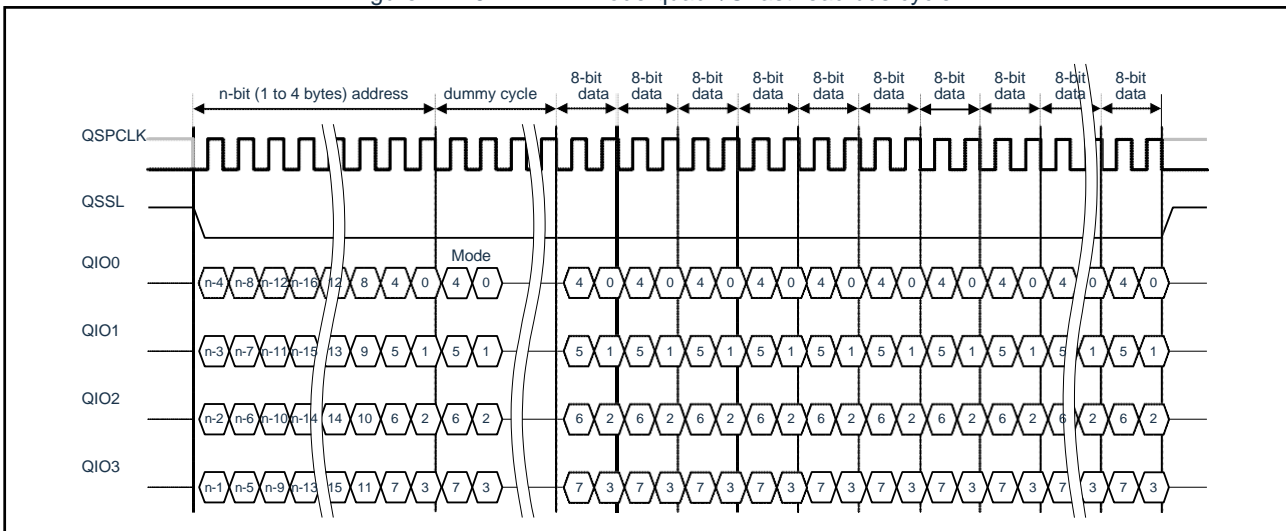 8-bit data 8-bit data 8-bit data 8-bit data 8-bit data 8-bit data 8-bit data 8-bit data 8-bit data 8-bit data
n-bit (1 to 4 bytes) address dummy cycle
QSPCLK
QSSL
Mode
QIO0 n-4 n-8 n-12 n-16 12 8 4 0 4 0 4 0 4 0 4 0 4 0 4 0 4 0 4 0 4 0 4 0 4 0
QIO1 n-3 n-7 n-11 n-15 13 9 5 1 5 1 5 1 5 1 5 1 5 1 5 1 5 1 5 1 5 1 5 1 5 1
QIO2 n-2 n-6 n-10 n-14 14 10 6 2 6 2 6 2 6 2 6 2 6 2 6 2 6 2 6 2 6 2 6 2 6 2
QIO3 n-1 n-5 n-9 n-13 15 11 7 3 7 3 7 3 7 3 7 3 7 3 7 3 7 3 7 3 7 3 7 3 7 3